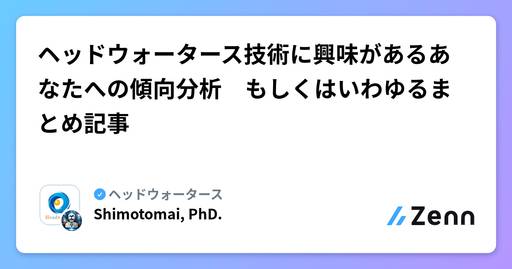 ヘッドウォータース技術に興味があるあ
なたへの傾向分析　もしくはいわゆるま
とめ記事
ヘッドウォータース
Shimotomai, PhD.
Zenn